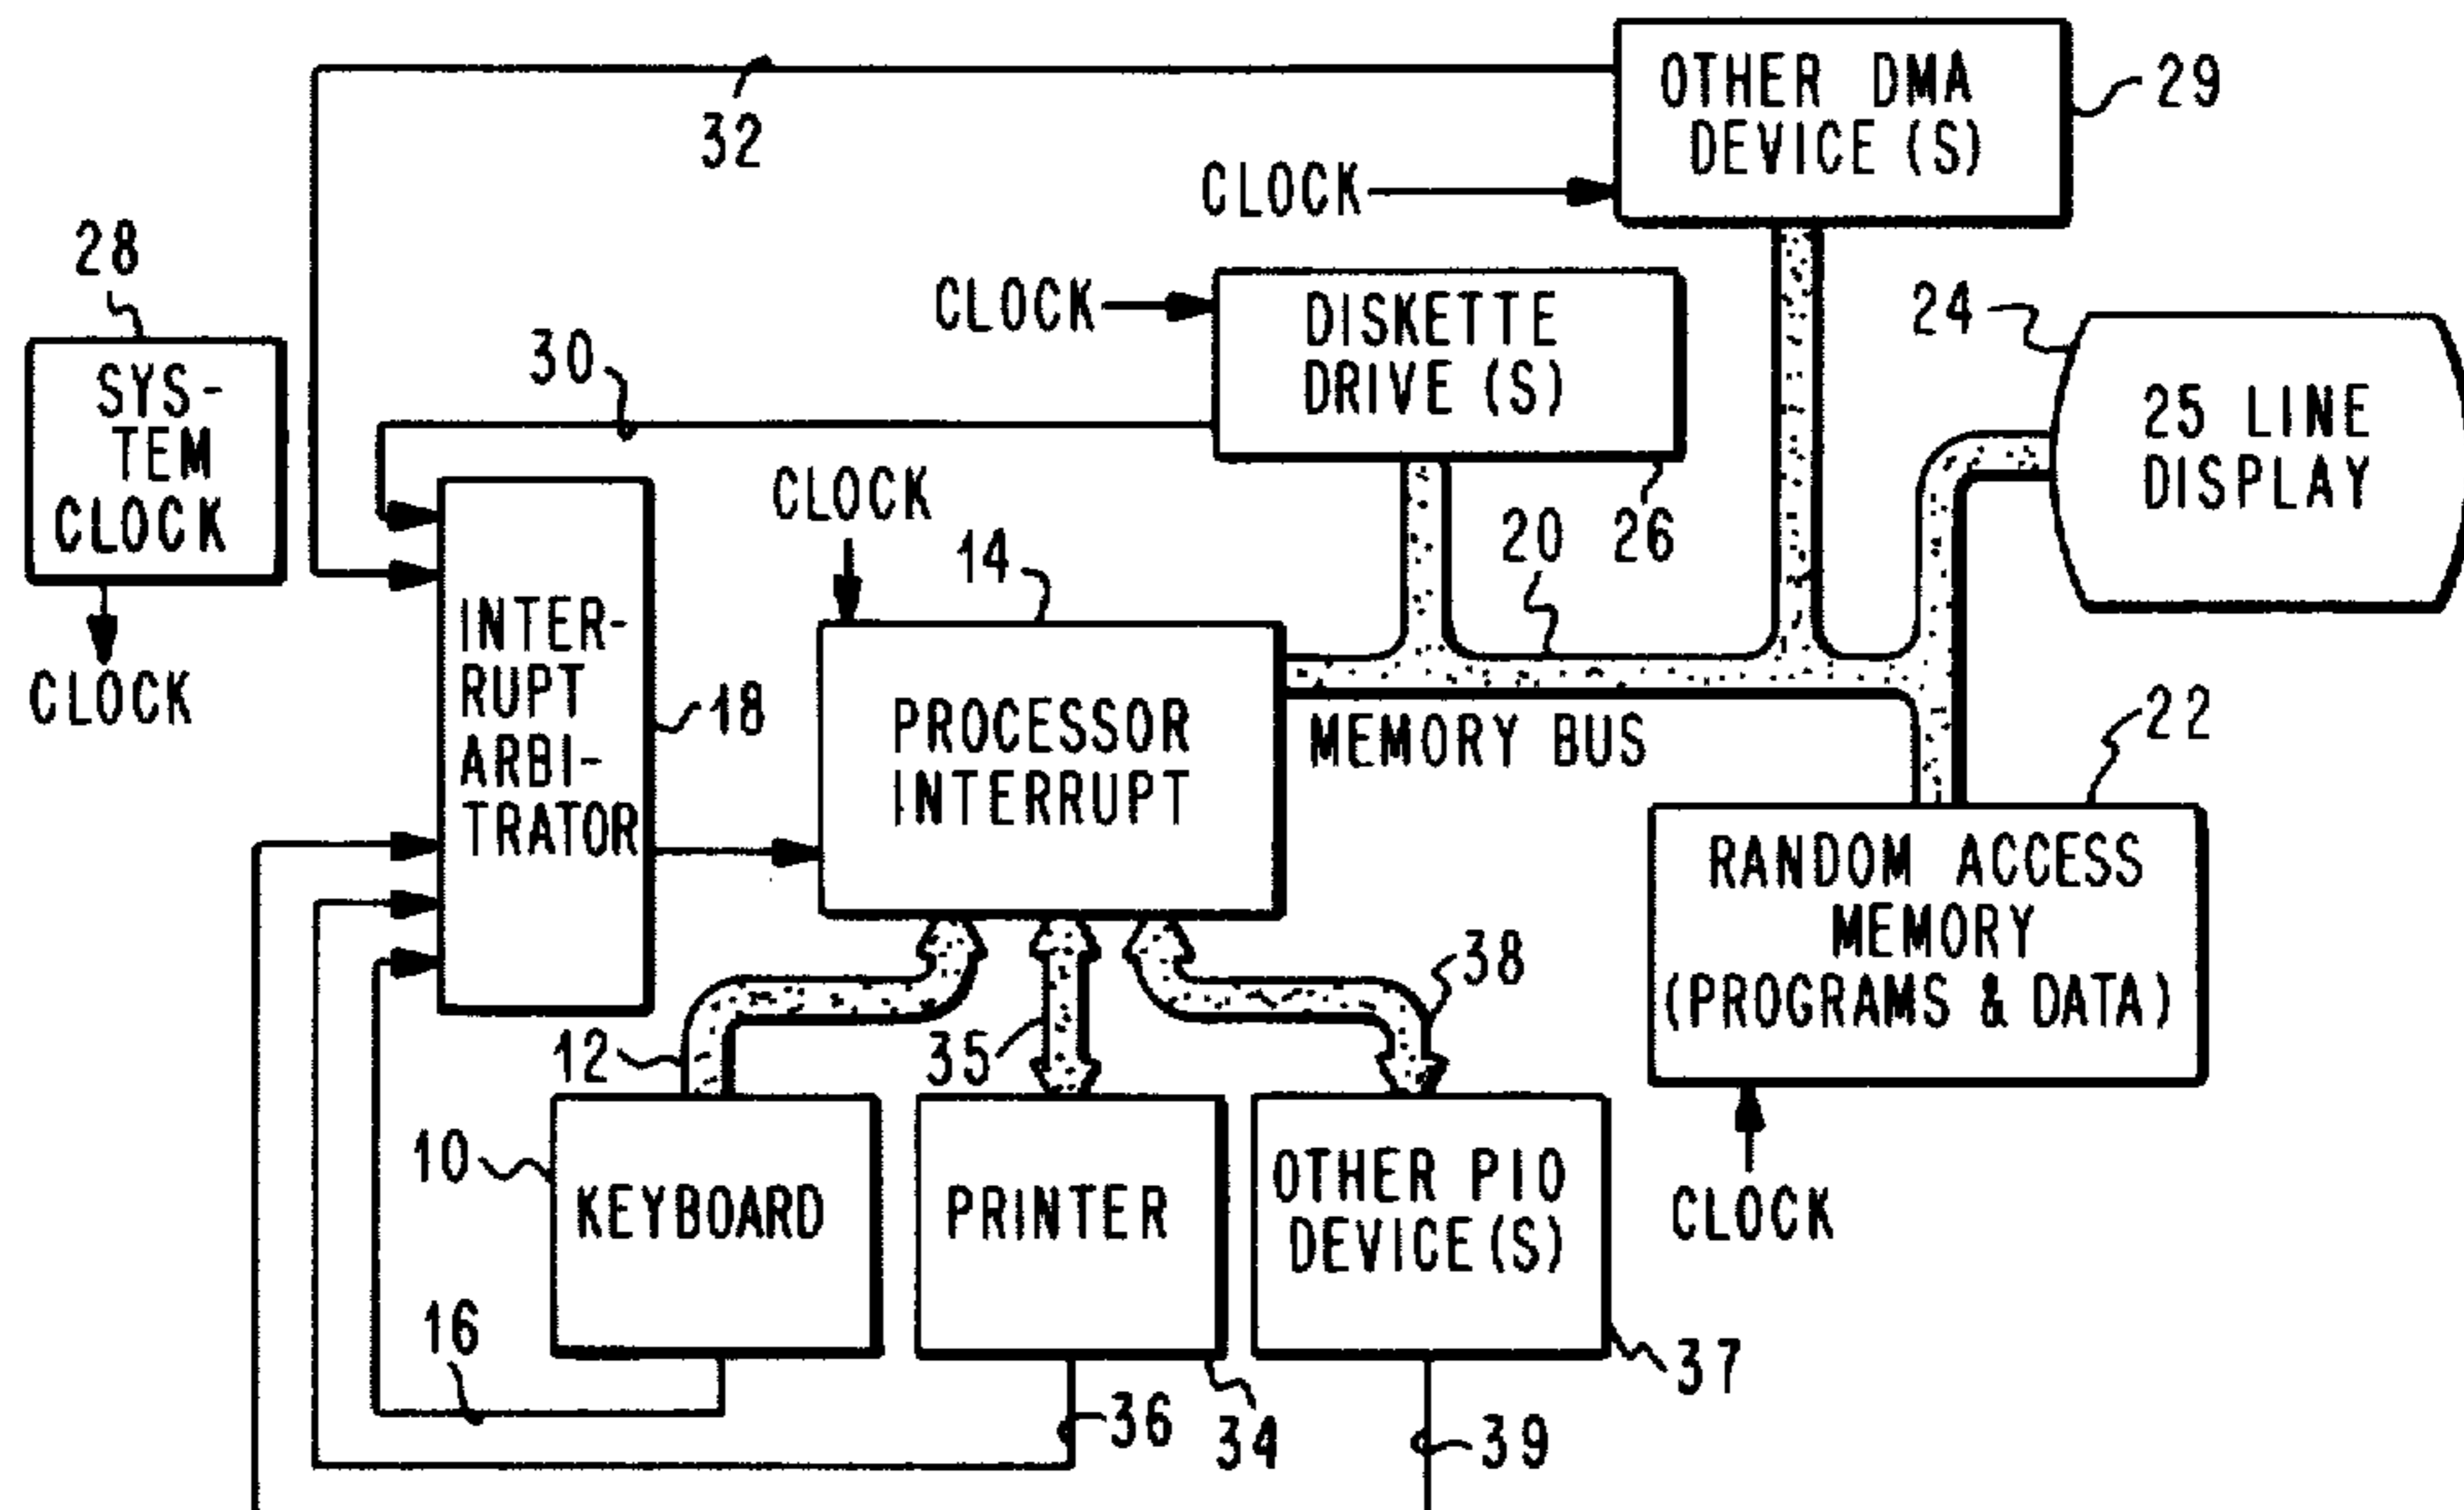 OTHER DMA
DEVICE (S)
29
32
CLOCK
28
CLOCK
DISKETTE
DRIVE (S)
24
30
SYS-
TEM
CLOCK
25 LINE
DISPLAY
CLOCK
14
20
26
INTER-
RUPT
ARBI-
TRATOR
CLOCK
18
PROCESSOR
INTERRUPT
MEMORY BUS
22
RANDOM ACCESS
MEMORY
(PROGRAMS & DATA)
38
12
35
10
KEYBOARD
PRINTER
OTHER PIO
DEVICE(S)
CLOCK
16
37
36
34
39